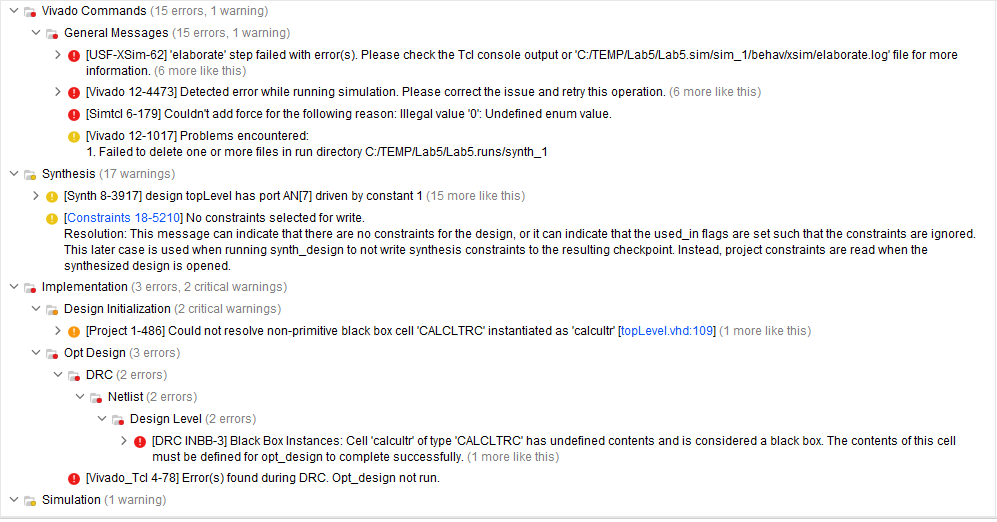 Vivado Commands (15 errors, 1 warning)
General Messages (15 errors, 1 warning)
[USF-XSim-62] 'elaborate' step failed with error(s). Please check the Tcl console output or 'C:/TEMP/Lab5/Lab5.sim/sim_1/behav/xsim/elaborate.log' file for more
information. (6 more like this)
[Vivado 12-4473] Detected error while running simulation. Please correct the issue and retry this operation. (6 more like this)
[Simtcl 6-179] Couldn't add force for the following reason: Illegal value '0': Undefined enum value.
[Vivado 12-1017] Problems encountered:
1. Failed to delete one or more files in run directory C:/TEMP/Lab5/Lab5.runs/synth_1
Synthesis (17 warnings)
[Synth 8-3917] design topLevel has port AN[7] driven by constant 1 (15 more like this)
[Constraints 18-5210] No constraints selected for write.
Resolution: This message can indicate that there are no constraints for the design, or it can indicate that the used_in flags are set such that the constraints are ignored.
This later case is used when running synth_design to not write synthesis constraints to the resulting checkpoint. Instead, project constraints are read when the
synthesized design is opened.
Implementation (3 errors, 2 critical warnings)
Design Initialization (2 critical warnings)
[Project 1-486] Could not resolve non-primitive black box cell 'CALCLTRC' instantiated as 'calcultr' [topLevel.vhd:109] (1 more like this)
Opt Design (3 errors)
DRC (2 errors)
Netlist (2 errors)
Design Level (2 errors)
[DRC INBB-3] Black Box Instances: Cell 'calcultr' of type 'CALCLTRC' has undefined contents and is considered a black box. The contents of this cell
must be defined for opt_design to complete successfully. (1 more like this)
[Vivado_Tcl 4-78] Error(s) found during DRC. Opt_design not run.
Simulation (1 warning)